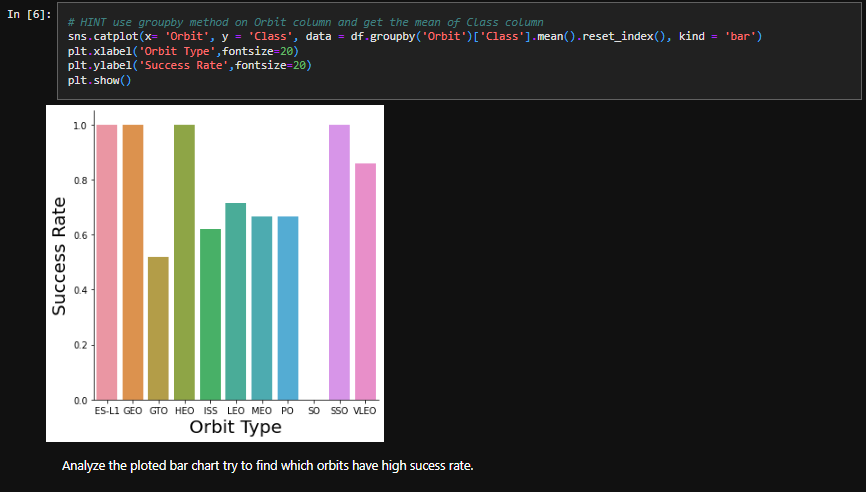 In [6]:
# HINT use groupby method on Orbit column and get the mean of Class column
sns.catplot(x= 'Orbit', y = 'Class', data = df.groupby('Orbit')['Class'].mean().reset_index(), kind = 'bar')
plt.xlabel('Orbit Type',fontsize=20)
plt.ylabel('Success Rate',fontsize=20)
plt.show()
Success Rate
1.0
0.8
0.6
0.4
0.2
0.0
ES-L1 GEO GTO HEO ISS LEO MEO PO SO SSO VLEO
Orbit Type
Analyze the ploted bar chart try to find which orbits have high sucess rate.